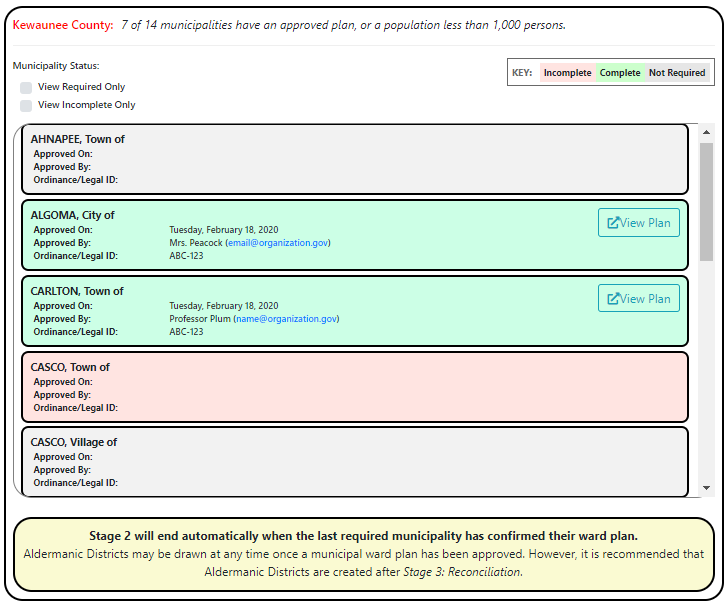 Kewaunee County: 7 of 14 municipalities have an approved plan, or a population less than 1,000 persons.
Municipality Status:
View Required Only
View Incomplete Only
KEY: Incomplete Complete Not Required
AHNAPEE, Town of
Approved On:
Approved By:
Ordinance/Legal ID:
ALGOMA, City of
Approved On: Tuesday, February 18, 2020
Approved By: Mrs. Peacock (email@organization.gov)
Ordinance/Legal ID: ABC-123
View Plan
CARLTON, Town of
Approved On: Tuesday, February 18, 2020
Approved By: Professor Plum (name@organization.gov)
Ordinance/Legal ID: ABC-123
View Plan
CASCO, Town of
Approved On:
Approved By:
Ordinance/Legal ID:
CASCO, Village of
Approved On:
Approved By:
Ordinance/Legal ID:
Stage 2 will end automatically when the last required municipality has confirmed their ward plan.
Aldermanic Districts may be drawn at any time once a municipal ward plan has been approved. However, it is recommended that
Aldermanic Districts are created after Stage 3: Reconciliation.